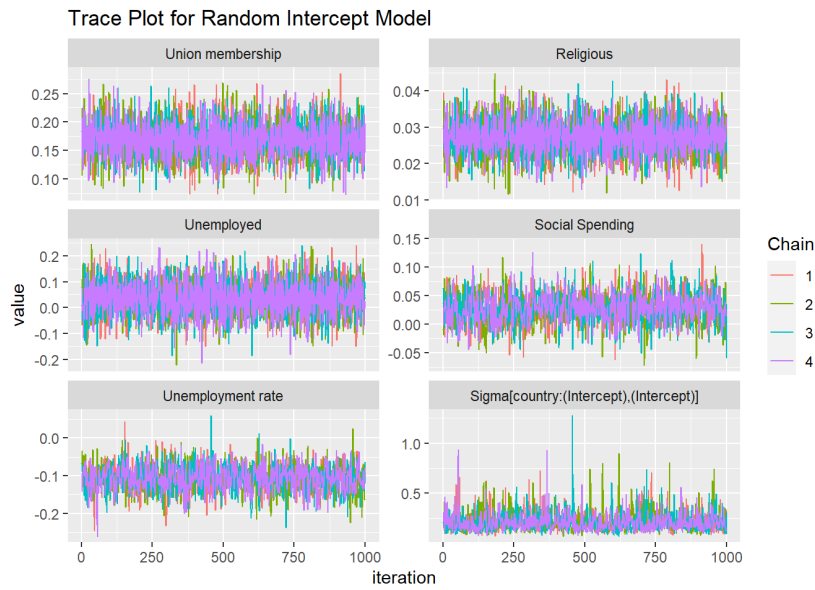 Trace Plot for Random Intercept Model
Union membership
Religious
0.25
0.20
0.15
0.10
0.04
0.03
0.02
0.01
Unemployed
Social Spending
0.2
0.1
0.0
-0.1
-0.2
0.15
0.10
0.05
0.00
-0.05
Unemployment rate
Sigma[country:(Intercept),(Intercept)]
0.0
-0.1
-0.2
1.0
0.5
0 250 500 750 1000
0 250 500 750 1000
iteration
value
Chain
1
2
3
4